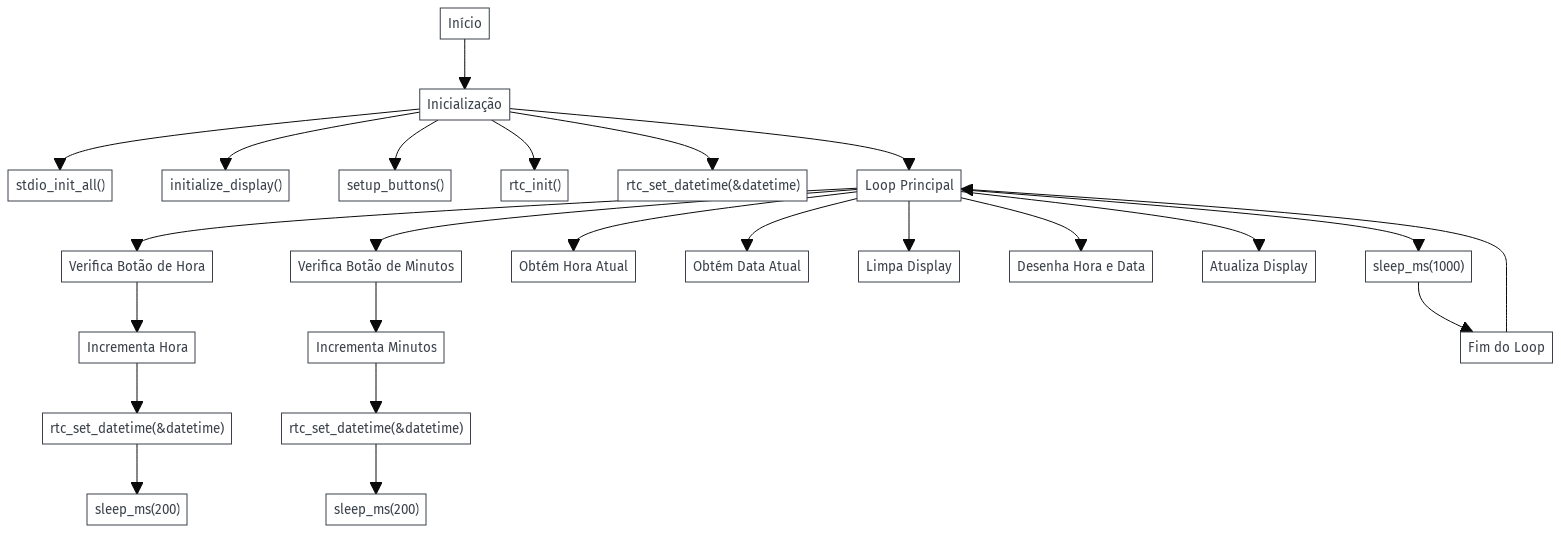 Início
Inicialização
stdio_init_all()
initialize_display()
setup_buttons()
rtc_init()
rtc_set_datetime(&datetime)
Loop Principal
Verifica Botão de Hora
Verifica Botão de Minutos
Obtém Hora Atual
Obtém Data Atual
Limpa Display
Desenha Hora e Data
Atualiza Display
sleep_ms(1000)
Incrementa Hora
Incrementa Minutos
Fim do Loop
rtc_set_datetime(&datetime)
rtc_set_datetime(&datetime)
sleep_ms(200)
sleep_ms(200)